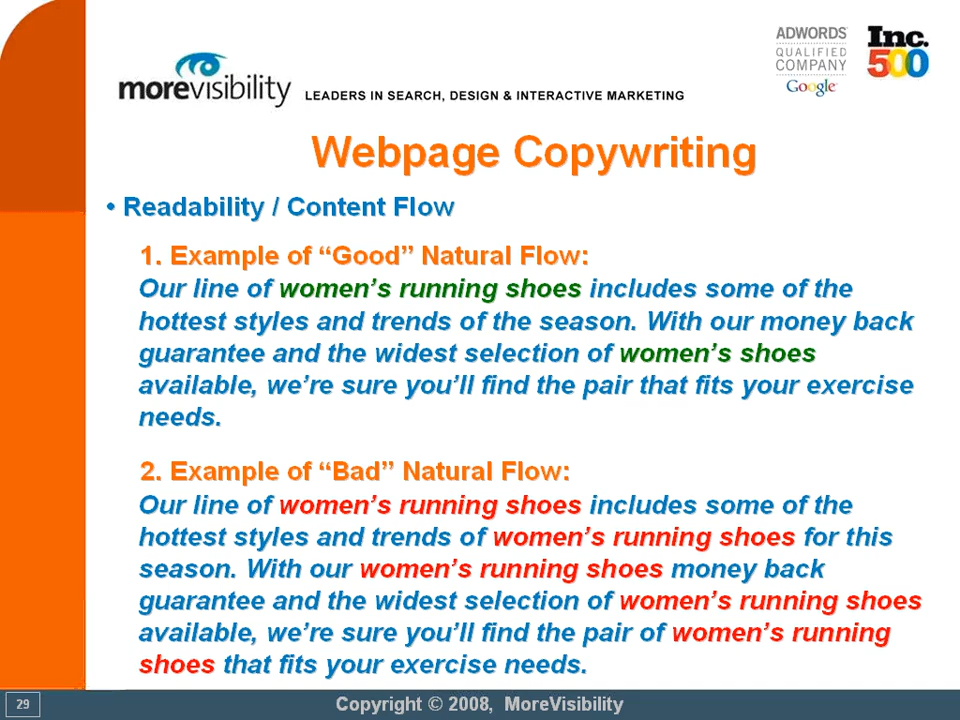 morevisibility LEADERS IN SEARCH, DESIGN & INTERACTIVE MARKETING
ADWORDS
QUALIFIED
COMPANY
Google
Inc.
500
Webpage Copywriting
• Readability / Content Flow
1. Example of “Good” Natural Flow:
Our line of women’s running shoes includes some of the
hottest styles and trends of the season. With our money back
guarantee and the widest selection of women’s shoes
available, we’re sure you’ll find the pair that fits your exercise
needs.
2. Example of “Bad” Natural Flow:
Our line of women’s running shoes includes some of the
hottest styles and trends of women’s running shoes for this
season. With our women’s running shoes money back
guarantee and the widest selection of women’s running shoes
available, we’re sure you’ll find the pair of women’s running
shoes that fits your exercise needs.
29
Copyright © 2008, MoreVisibility